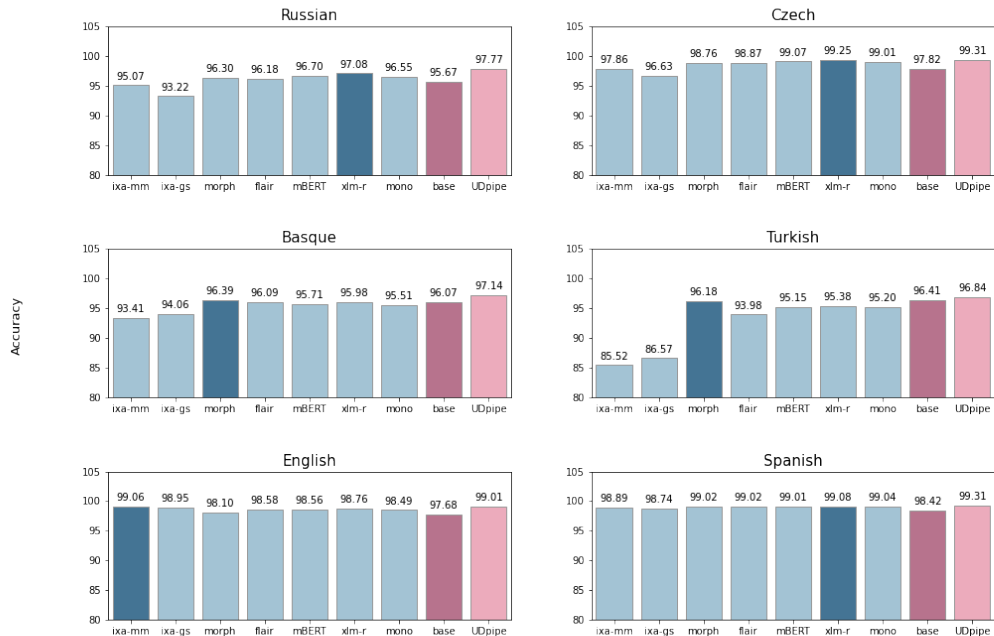 Russian
105
100
95
90
85
80
95.07 93.22 96.30 96.18 96.70 97.08 96.55 95.67 97.77
ixa-mm ixa-gs morph flair mBERT xlm-r mono base UDpipe
Czech
105
100
95
90
85
80
97.86 96.63 98.76 98.87 99.07 99.25 99.01 97.82 99.31
ixa-mm ixa-gs morph flair mBERT xlm-r mono base UDpipe
Accuracy
Basque
105
100
95
90
85
80
93.41 94.06 96.39 96.09 95.71 95.98 95.51 96.07 97.14
ixa-mm ixa-gs morph flair mBERT xlm-r mono base UDpipe
Turkish
105
100
95
90
85
80
85.52 86.57 96.18 93.98 95.15 95.38 95.20 96.41 96.84
ixa-mm ixa-gs morph flair mBERT xlm-r mono base UDpipe
English
105
100
95
90
85
80
99.06 98.95 98.10 98.58 98.56 98.76 98.49 97.68 99.01
ixa-mm ixa-gs morph flair mBERT xlm-r mono base UDpipe
Spanish
105
100
95
90
85
80
98.89 98.74 99.02 99.02 99.01 99.08 99.04 98.42 99.31
ixa-mm ixa-gs morph flair mBERT xlm-r mono base UDpipe